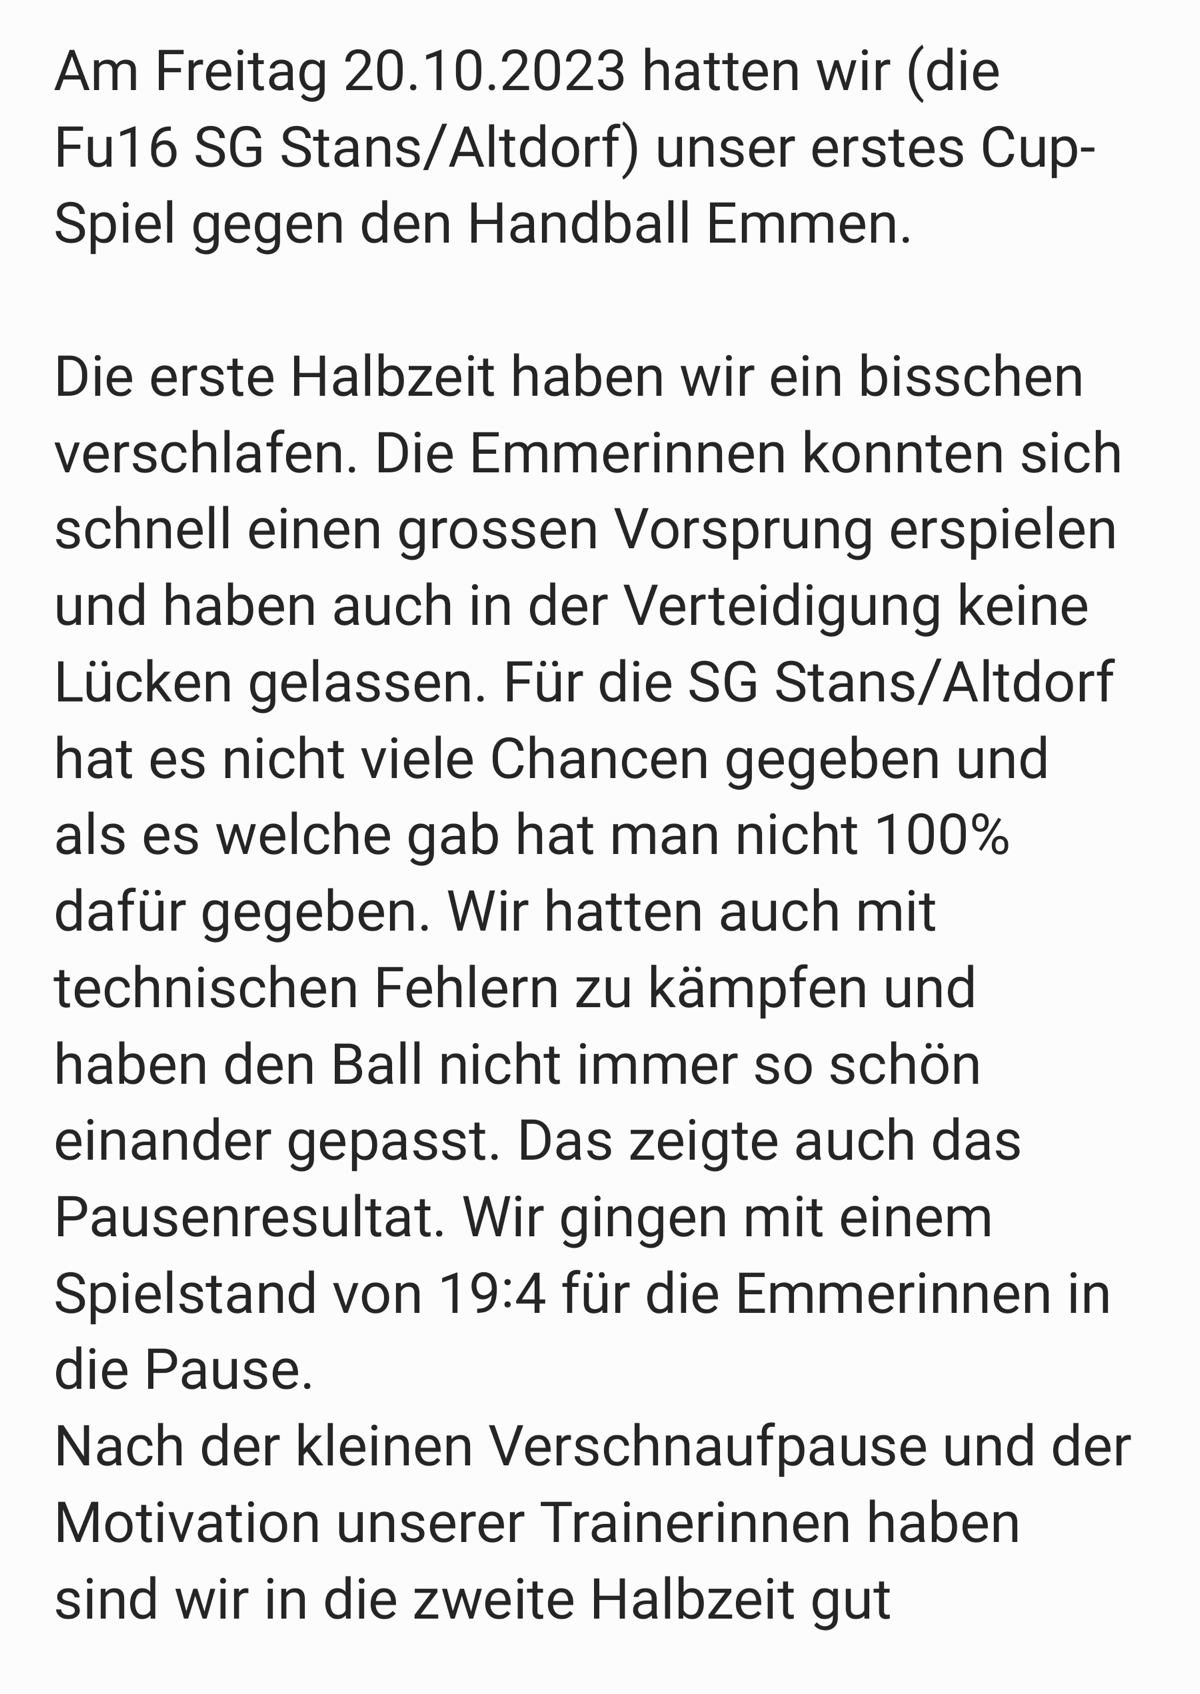 Am Freitag 20.10.2023 hatten wir (die
Fu16 SG Stans/Altdorf) unser erstes Cup-
Spiel gegen den Handball Emmen.

Die erste Halbzeit haben wir ein bisschen
verschlafen. Die Emmerinnen konnten sich
schnell einen grossen Vorsprung erspielen
und haben auch in der Verteidigung keine
Lücken gelassen. Für die SG Stans/Altdorf
hat es nicht viele Chancen gegeben und
als es welche gab hat man nicht 100%
dafür gegeben. Wir hatten auch mit
technischen Fehlern zu kämpfen und
haben den Ball nicht immer so schön
einander gepasst. Das zeigte auch das
Pausenresultat. Wir gingen mit einem
Spielstand von 19:4 für die Emmerinnen in
die Pause.
Nach der kleinen Verschnaufpause und der
Motivation unserer Trainerinnen haben
sind wir in die zweite Halbzeit gut